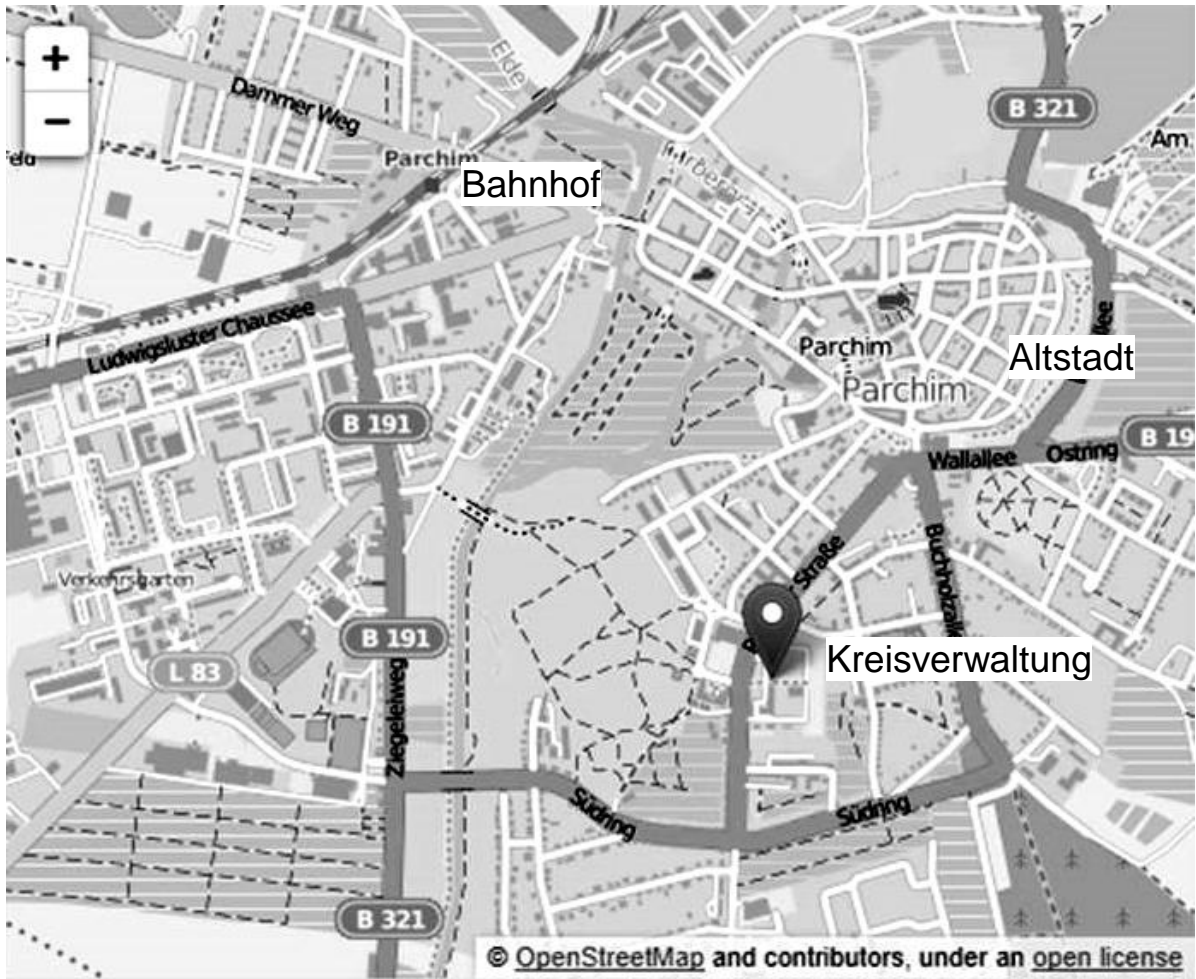 +
Elde
B 321
−
Dammer Weg
Am
Parchim
Bahnhof
Ludwigsluster Chaussee
Parchim
Altstadt
Parchim
B 191
B 19
Wallallee
Ostring
Straße
Verkehrsgarten
B 191
Kreisverwaltung
L 83
Ziegeleiweg
Südring
Südring
B 321
© OpenStreetMap and contributors, under an open license